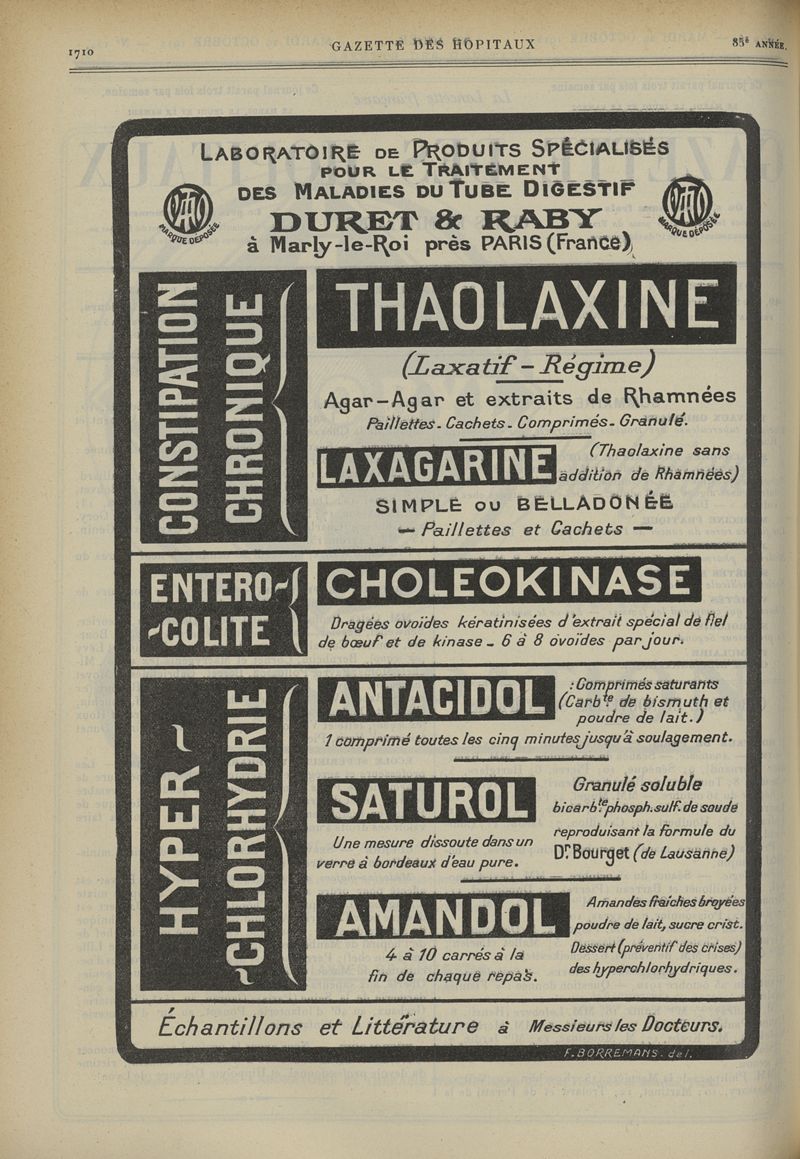 1710
GAZETTE DES HÔPITAUX
85e ANNÉE.
LABORATOIRE DE PRODUITS SPÉCIALISÉS
POUR LE TRAITEMENT
DES MALADIES DU TUBE DIGESTIF
DURET & RABY
à Marly-le-Roi près PARIS (France)
MARQUE DÉPOSÉE
MARQUE DÉPOSÉE
CONSTIPATION
CHRONIQUE
THAOLAXINE
(Laxatif - Régime)
Agar-Agar et extraits de Rhamnées
Paillettes. Cachets. Comprimés. Granulé.
LAXAGARINE
(Thaolaxine sans
addition de Rhamnées)
SIMPLE OU BELLADONÉE
— Paillettes et Cachets —
ENTERO-
-COLITE
CHOLEOKINASE
Dragées ovoïdes kératinisées d'extrait spécial de fiel
de bœuf et de kinase _ 6 à 8 ovoïdes par jour.
HYPER-
-CHLORHYDRIE
ANTACIDOL
: Comprimés saturants
(Carbte de bismuth et
poudre de lait.)
1 comprimé toutes les cinq minutes jusqu'à soulagement.
SATUROL
Granulé soluble
bicarbte phosph. sulf. de soude
reproduisant la formule du
Dr Bourget (de Lausanne)
Une mesure dissoute dans un
verre à bordeaux d'eau pure.
AMANDOL
Amandes fraîches broyées
poudre de lait, sucre crist.
Dessert (préventif des crises)
des hyperchlorhydriques.
4 à 10 carrés à la
fin de chaque repas.
Échantillons et Littérature à Messieurs les Docteurs.
F. BORREMANS. del.